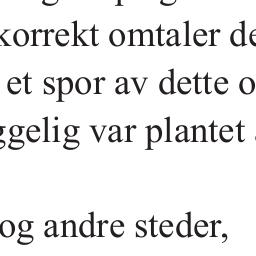 korrekt omtaler de
et spor av dette o
ggelig var plantet
og andre steder,